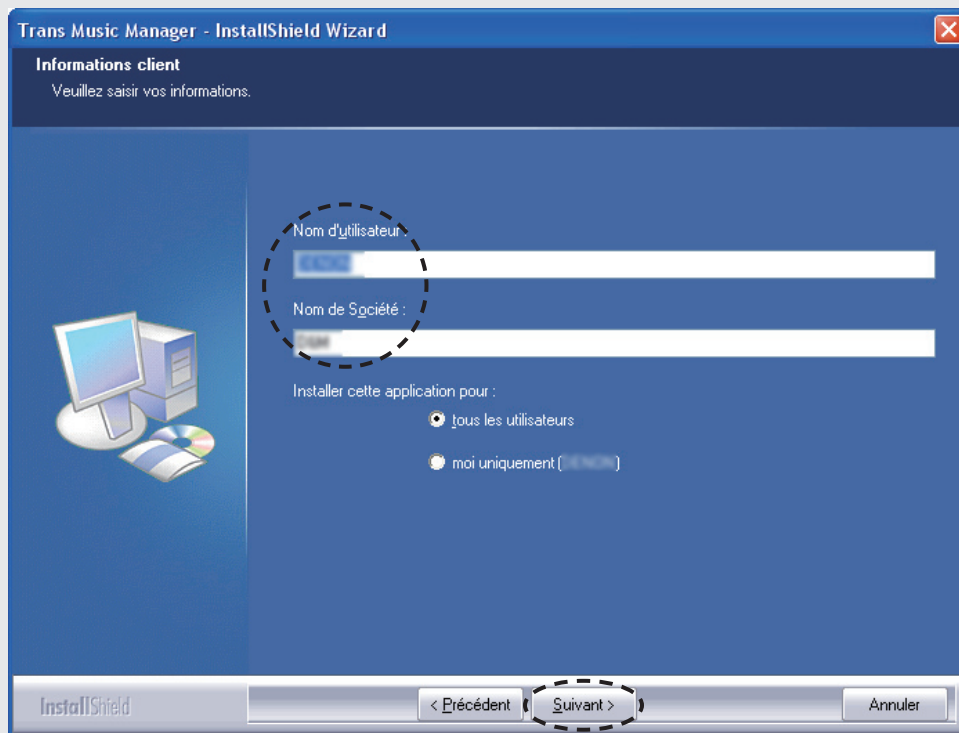 Trans Music Manager - InstallShield Wizard
Informations client
Veuillez saisir vos informations.
Nom d'utilisateur :
Nom de Société :
Installer cette application pour :
tous les utilisateurs
moi uniquement ( )
InstallShield
< Précédent
Suivant >
Annuler